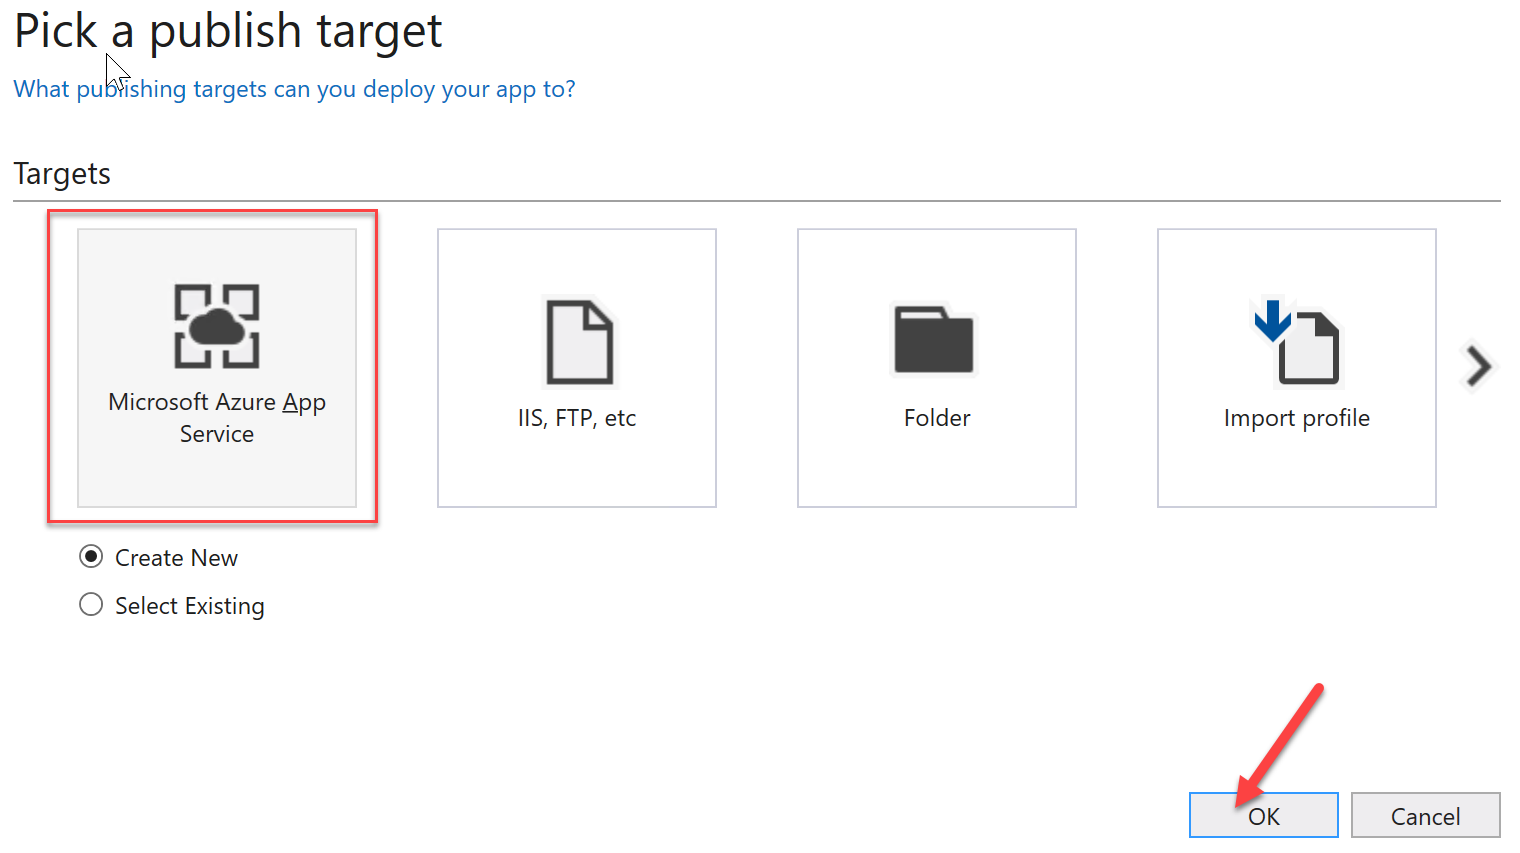 Pick a publish target
What publishing targets can you deploy your app to?
Targets
Microsoft Azure App
Service
IIS, FTP, etc
Folder
Import profile
Create New
Select Existing
OK
Cancel